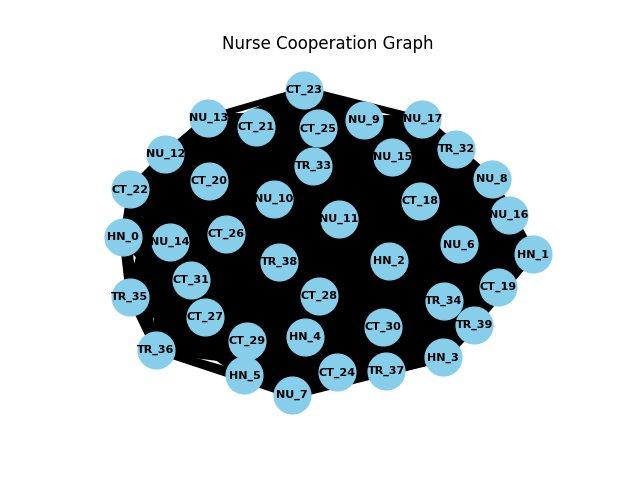 Nurse Cooperation Graph
CT_23
NU_13
CT_21
CT_25
NU_9
NU_17
NU_12
TR_33
NU_15
TR_32
CT_22
CT_20
NU_10
CT_18
NU_8
HN_0
NU_14
CT_26
NU_11
NU_6
NU_16
TR_38
HN_2
HN_1
TR_35
CT_31
CT_28
TR_34
CT_19
CT_27
CT_29
HN_4
CT_30
TR_39
TR_36
HN_5
NU_7
CT_24
TR_37
HN_3